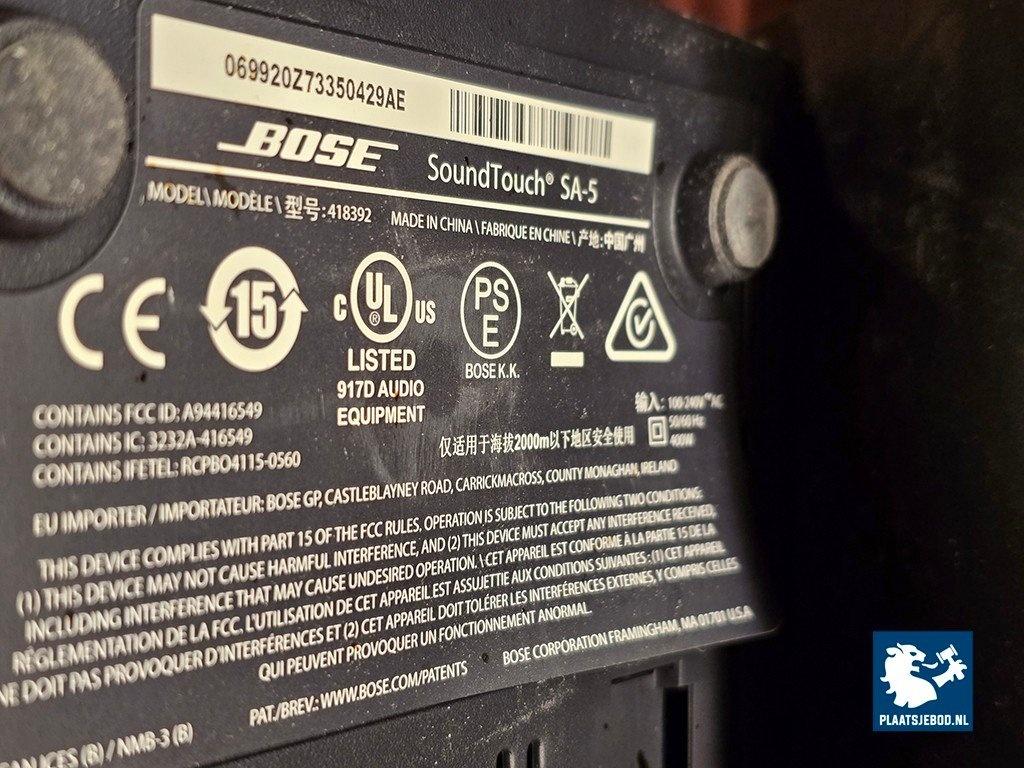 069920Z73350429AE
BOSE SoundTouch® SA-5
MODEL\MODÈLE\型号:418392 MADE IN CHINA\FABRIQUE EN CHINE\产地:中国广州
CE 15 C UL® US PS E
LISTED
917D AUDIO
EQUIPMENT
BOSE K.K.
CONTAINS FCC ID: A94416549
CONTAINS IC: 3232A-416549
CONTAINS IFETEL: RCPBO4115-0560
仅适用于海拔2000m以下地区安全使用
输入: 100-240V~AC
50/60 Hz
400W
EU IMPORTER / IMPORTATEUR: BOSE GP, CASTLEBLAYNEY ROAD, CARRICKMACROSS, COUNTY MONAGHAN, IRELAND
THIS DEVICE COMPLIES WITH PART 15 OF THE FCC RULES, OPERATION IS SUBJECT TO THE FOLLOWING TWO CONDITIONS:
(1) THIS DEVICE MAY NOT CAUSE HARMFUL INTERFERENCE, AND (2) THIS DEVICE MUST ACCEPT ANY INTERFERENCE RECEIVED,
INCLUDING INTERFERENCE THAT MAY CAUSE UNDESIRED OPERATION. \ CET APPAREIL EST CONFORME À LA PARTIE 15 DE LA
RÉGLEMENTATION DE LA FCC. L'UTILISATION DE CET APPAREIL EST ASSUJETTIE AUX CONDITIONS SUIVANTES : (1) CET APPAREIL
NE DOIT PAS PROVOQUER D'INTERFÉRENCES ET (2) CET APPAREIL DOIT TOLÉRER LES INTERFÉRENCES EXTERNES, Y COMPRIS CELLES
QUI PEUVENT PROVOQUER UN FONCTIONNEMENT ANORMAL.
PAT./BREV.: WWW.BOSE.COM/PATENTS BOSE CORPORATION FRAMINGHAM, MA 01701 U.S.A
(B) / NMB-3 (B)
PLAATSJEBOD.NL